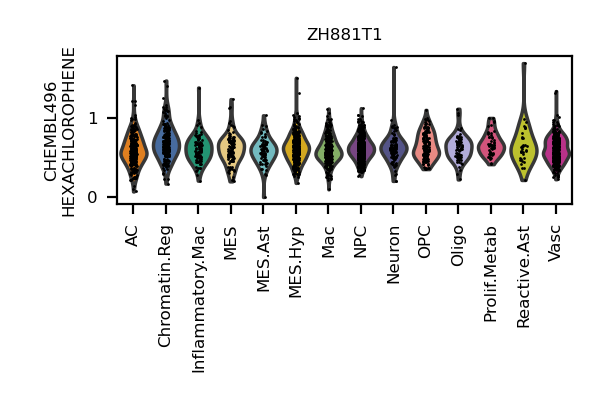 ZH881T1
CHEMBL496
HEXACHLOROPHENE
1
0
AC
Chromatin.Reg
Inflammatory.Mac
MES
MES.Ast
MES.Hyp
Mac
NPC
Neuron
OPC
Oligo
Prolif.Metab
Reactive.Ast
Vasc